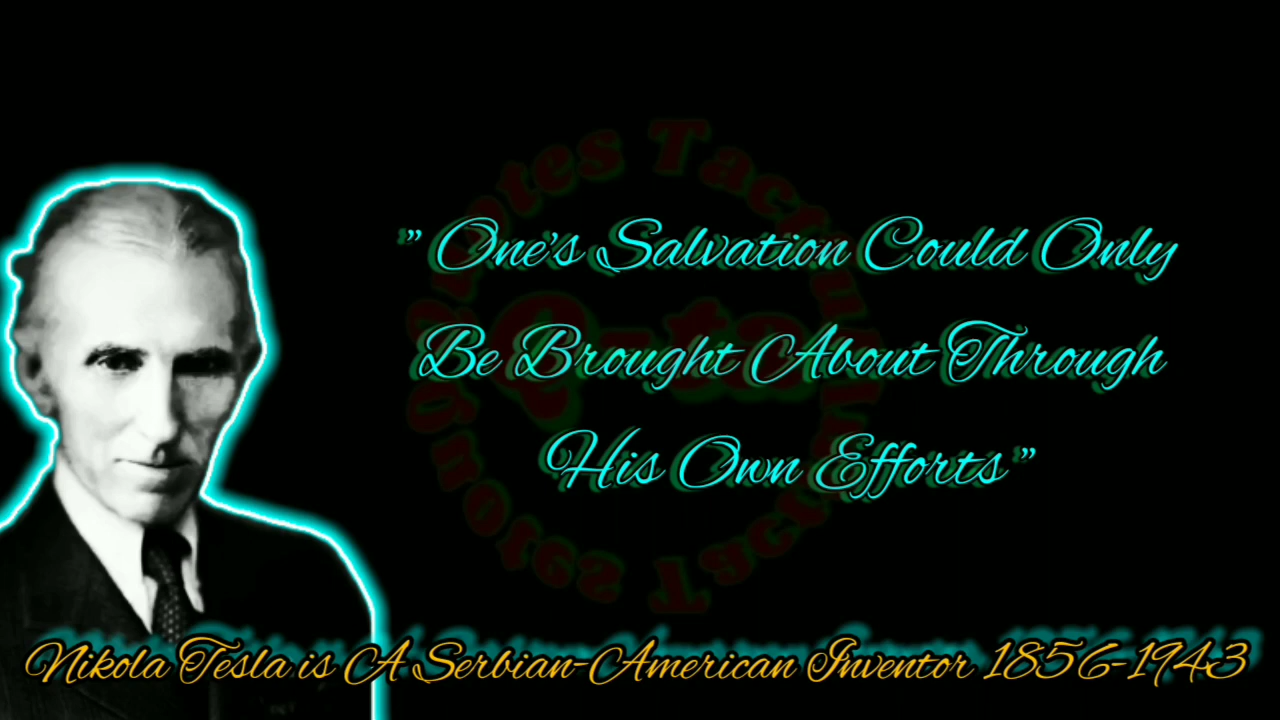 " One's Salvation Could Only
Be Brought About Through
His Own Efforts"
Nikola Tesla is A Serbian-American Inventor 1856-1943